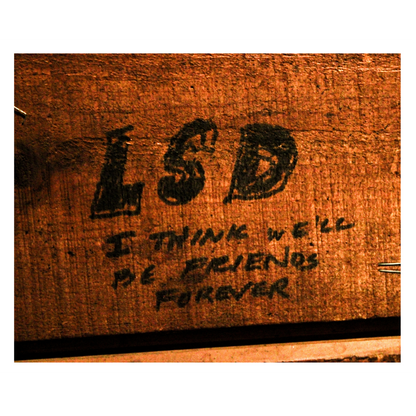 LSD
I THINK WE'LL
BE FRIENDS
FOREVER